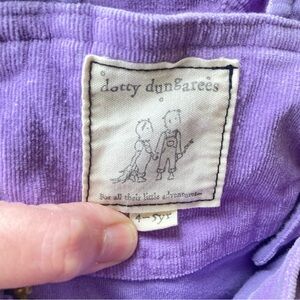 dotty dungarees
For all their little adventures
4-5yr